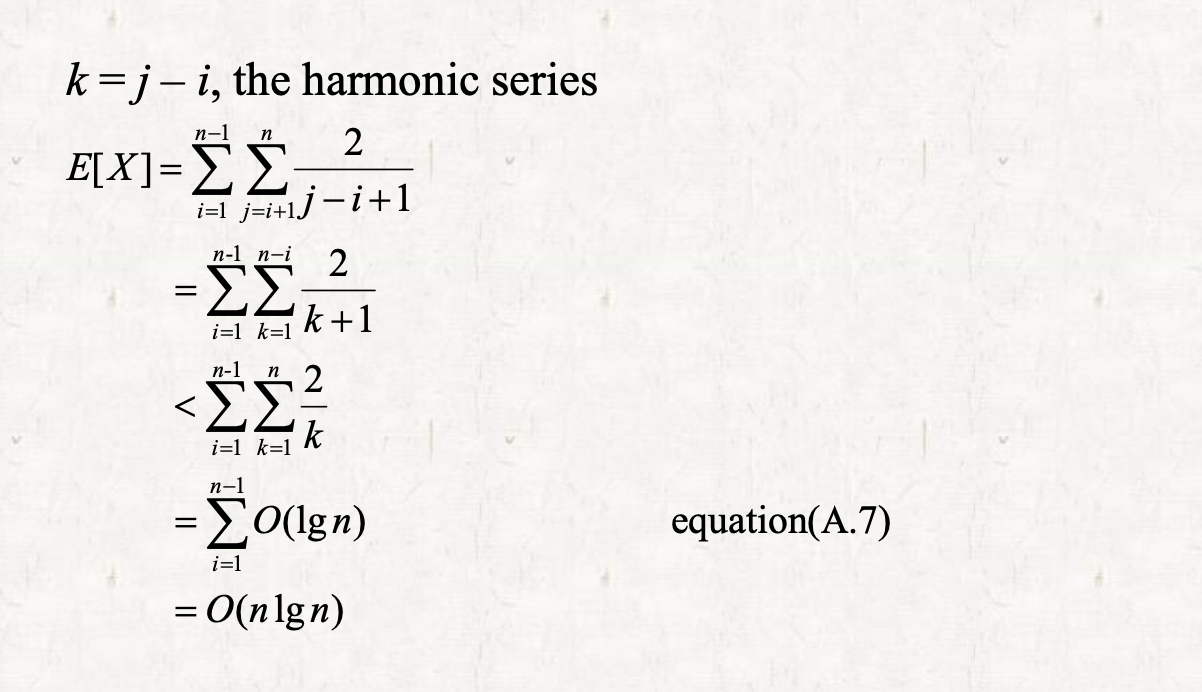 k = j – i, the harmonic series
E[X] = \sum_{i=1}^{n-1} \sum_{j=i+1}^{n} \frac{2}{j-i+1}
= \sum_{i=1}^{n-1} \sum_{k=1}^{n-i} \frac{2}{k+1}
< \sum_{i=1}^{n-1} \sum_{k=1}^{n} \frac{2}{k}
= \sum_{i=1}^{n-1} O(\lg n) equation(A.7)
= O(n lg n)